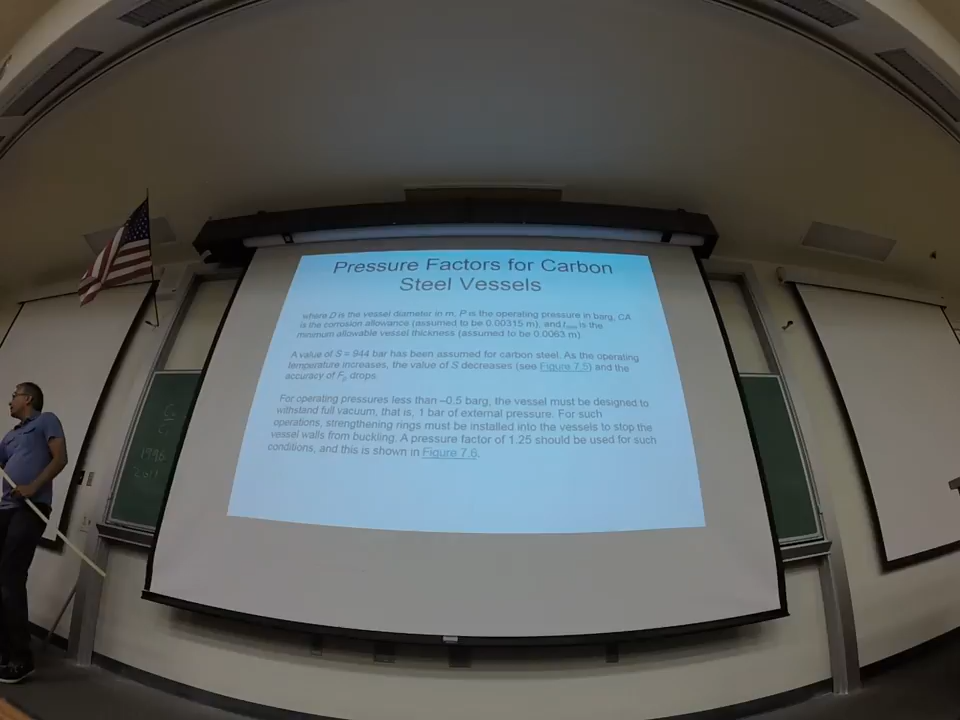 Pressure Factors for Carbon
Steel Vessels
where D is the vessel diameter in m, P is the operating pressure in barg, CA
is the corrosion allowance (assumed to be 0.00315 m), and tmin is the
minimum allowable vessel thickness (assumed to be 0.0063 m)
A value of S = 944 bar has been assumed for carbon steel. As the operating
temperature increases, the value of S decreases (see Figure 7.5) and the
accuracy of Fp drops.
For operating pressures less than –0.5 barg, the vessel must be designed to
withstand full vacuum, that is, 1 bar of external pressure. For such
operations, strengthening rings must be installed into the vessels to stop the
vessel walls from buckling. A pressure factor of 1.25 should be used for such
conditions, and this is shown in Figure 7.6.
1996